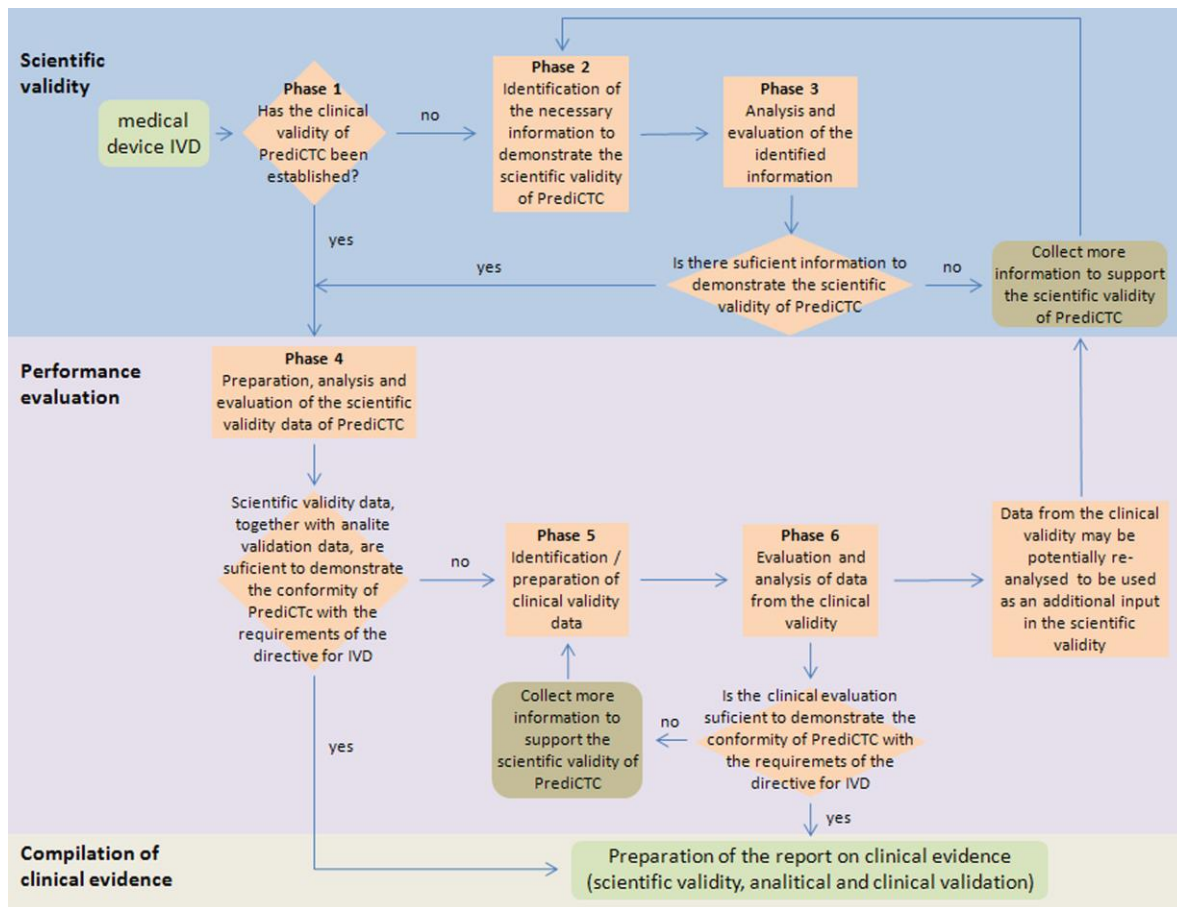 Scientific
validity
medical
device IVD
Phase 1
Has the clinical
validity of
PrediCTC been
established?
no
yes
Phase 2
Identification of
the necessary
information to
demonstrate the
scientific validity
of PrediCTC
Phase 3
Analysis and
evaluation of the
identified
information
Is there suficient information to
demonstrate the scientific
validity of PrediCTC
yes
no
Collect more
information to support
the scientific validity
of PrediCTC
Performance
evaluation
Phase 4
Preparation, analysis and
evaluation of the scientific
validity data of PrediCTC
Scientific validity data,
together with analite
validation data, are
suficient to demonstrate
the conformity of
PrediCTc with the
requirements of the
directive for IVD
no
yes
Phase 5
Identification /
preparation of
clinical validity
data
Phase 6
Evaluation and
analysis of data
from the clinical
validity
Data from the clinical
validity may be
potentially re-
analysed to be used
as an additional input
in the scientific
validity
Collect more
information to
support the
scientific validity of
PrediCTC
no
Is the clinical evaluation
suficient to demonstrate the
conformity of PrediCTC with
the requiremets of the
directive for IVD
yes
Compilation of
clinical evidence
Preparation of the report on clinical evidence
(scientific validity, analitical and clinical validation)